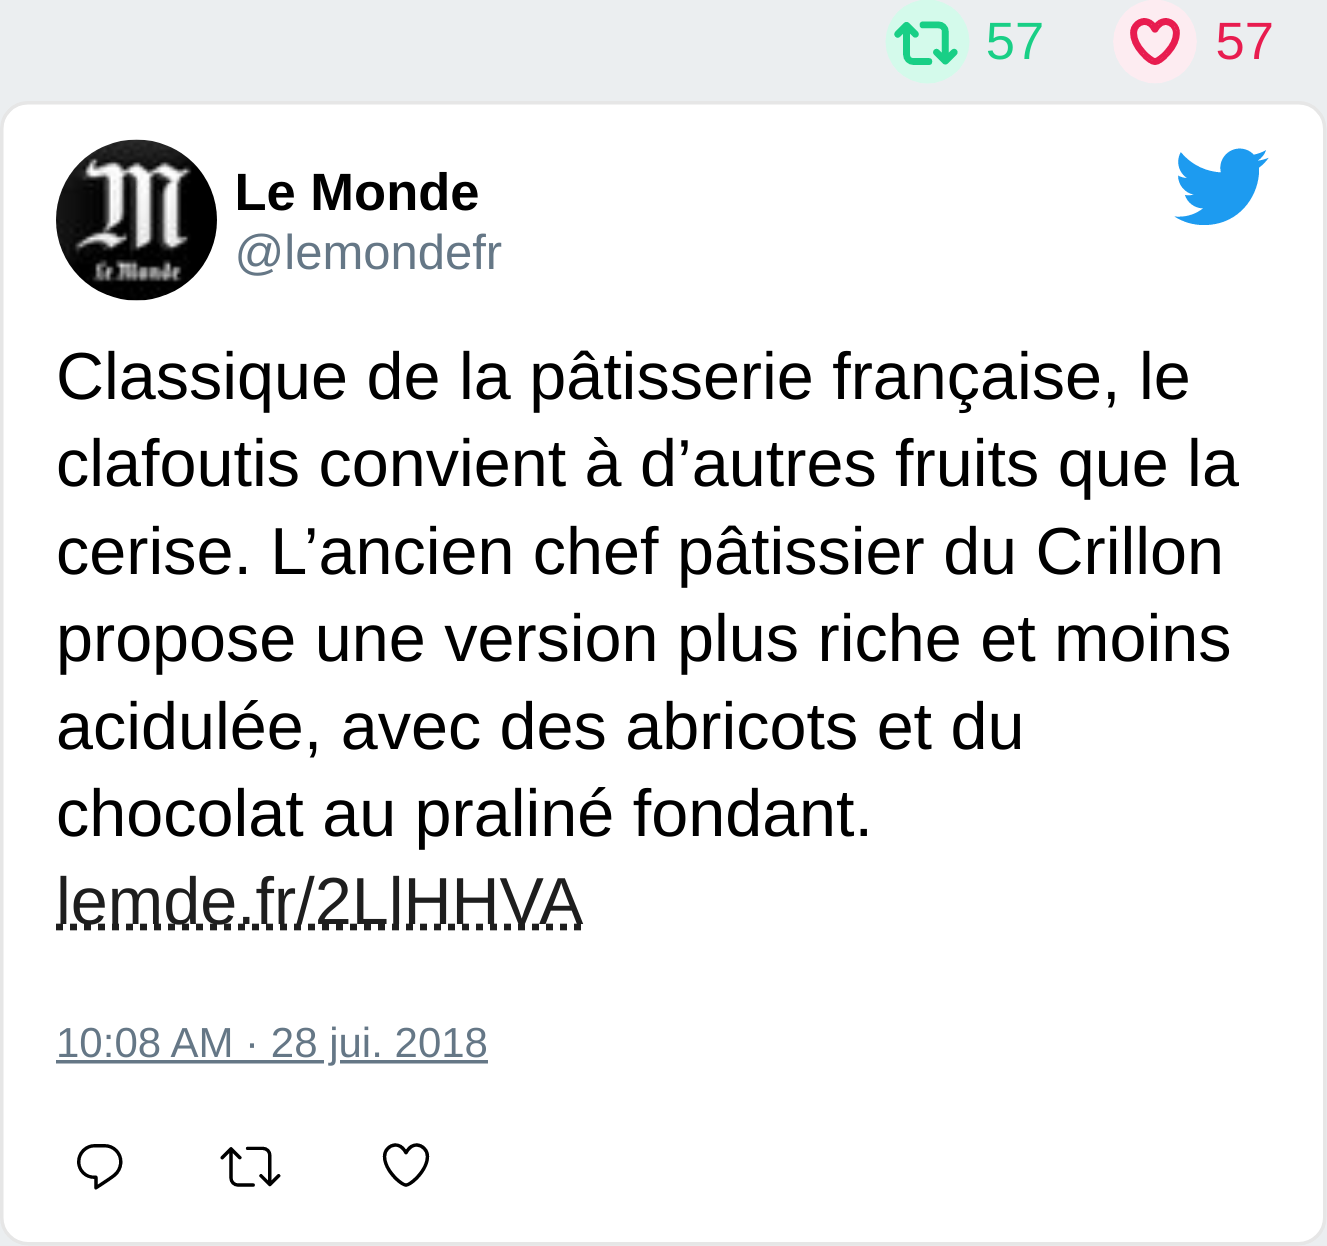 57 57
Le Monde
Le Monde
@lemondefr
Classique de la pâtisserie française, le
clafoutis convient à d’autres fruits que la
cerise. L’ancien chef pâtissier du Crillon
propose une version plus riche et moins
acidulée, avec des abricots et du
chocolat au praliné fondant.
lemde.fr/2LlHHVA
10:08 AM · 28 jui. 2018